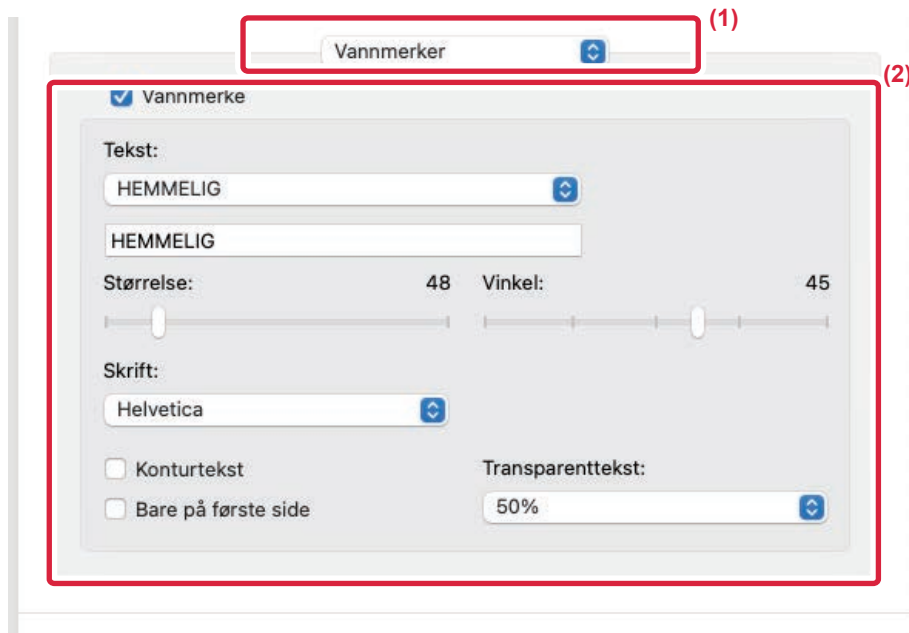 (1)
Vannmerker
(2)
Vannmerke
Tekst:
HEMMELIG
HEMMELIG
Størrelse: 48 Vinkel: 45
Skrift:
Helvetica
Konturtekst Transparenttekst:
Bare på første side 50%